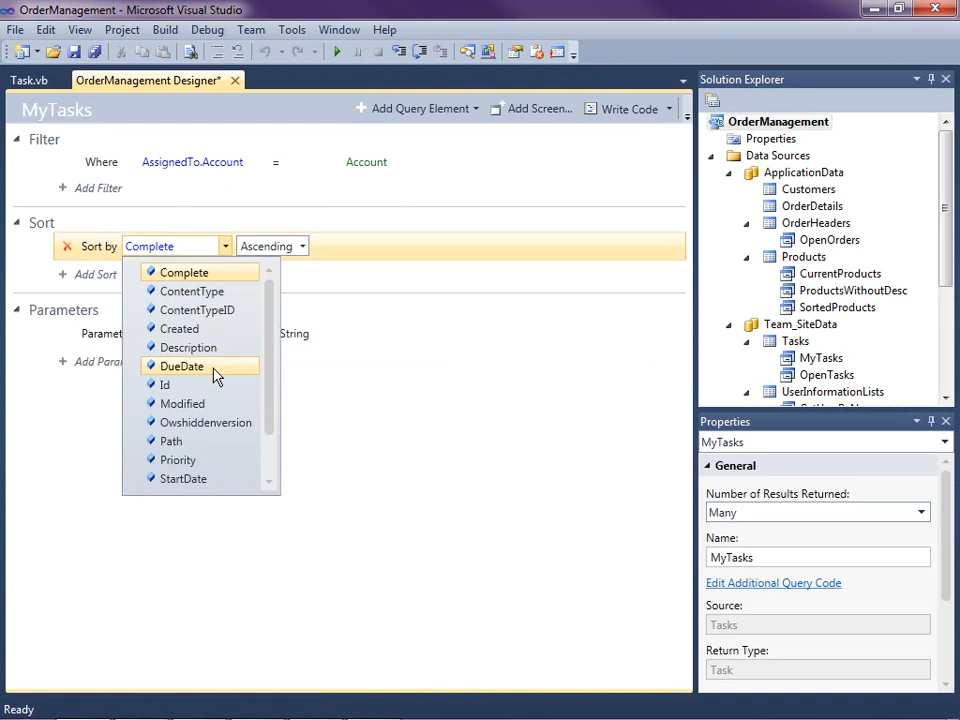 OrderManagement - Microsoft Visual Studio
File Edit View Project Build Debug Team Tools Window Help
Task.vb OrderManagement Designer*
MyTasks
Add Query Element Add Screen... Write Code
Filter
Where AssignedTo.Account = Account
Add Filter
Sort
Sort by Complete Ascending
Add Sort
Complete
ContentType
ContentTypeID
Created
Description
DueDate
Id
Modified
Owshiddenversion
Path
Priority
StartDate
Parameters
String
Solution Explorer
OrderManagement
Properties
Data Sources
ApplicationData
Customers
OrderDetails
OrderHeaders
OpenOrders
Products
CurrentProducts
ProductsWithoutDesc
SortedProducts
Team_SiteData
Tasks
MyTasks
OpenTasks
UserInformationLists
Properties
MyTasks
General
Number of Results Returned:
Many
Name:
MyTasks
Edit Additional Query Code
Source:
Tasks
Return Type:
Task
Ready